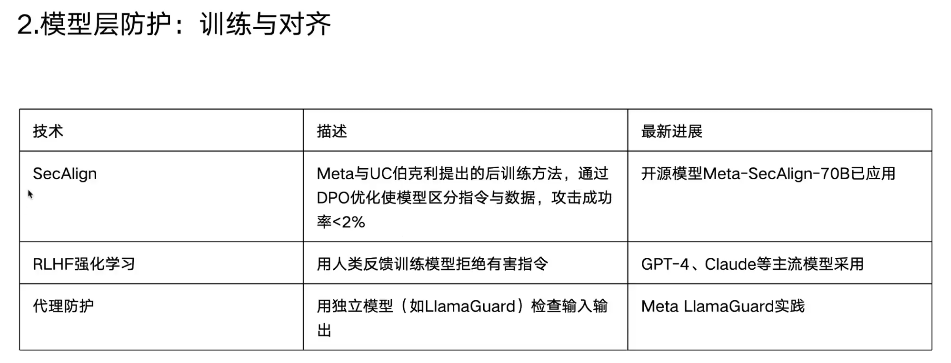 2.模型层防护：训练与对齐
技术
描述
最新进展
SecAlign
Meta与UC伯克利提出的后训练方法，通过
DPO优化使模型区分指令与数据，攻击成功
率<2%
开源模型Meta-SecAlign-70B已应用
RLHF强化学习
用人类反馈训练模型拒绝有害指令
GPT-4、Claude等主流模型采用
代理防护
用独立模型（如LlamaGuard）检查输入输
出
Meta LlamaGuard实践